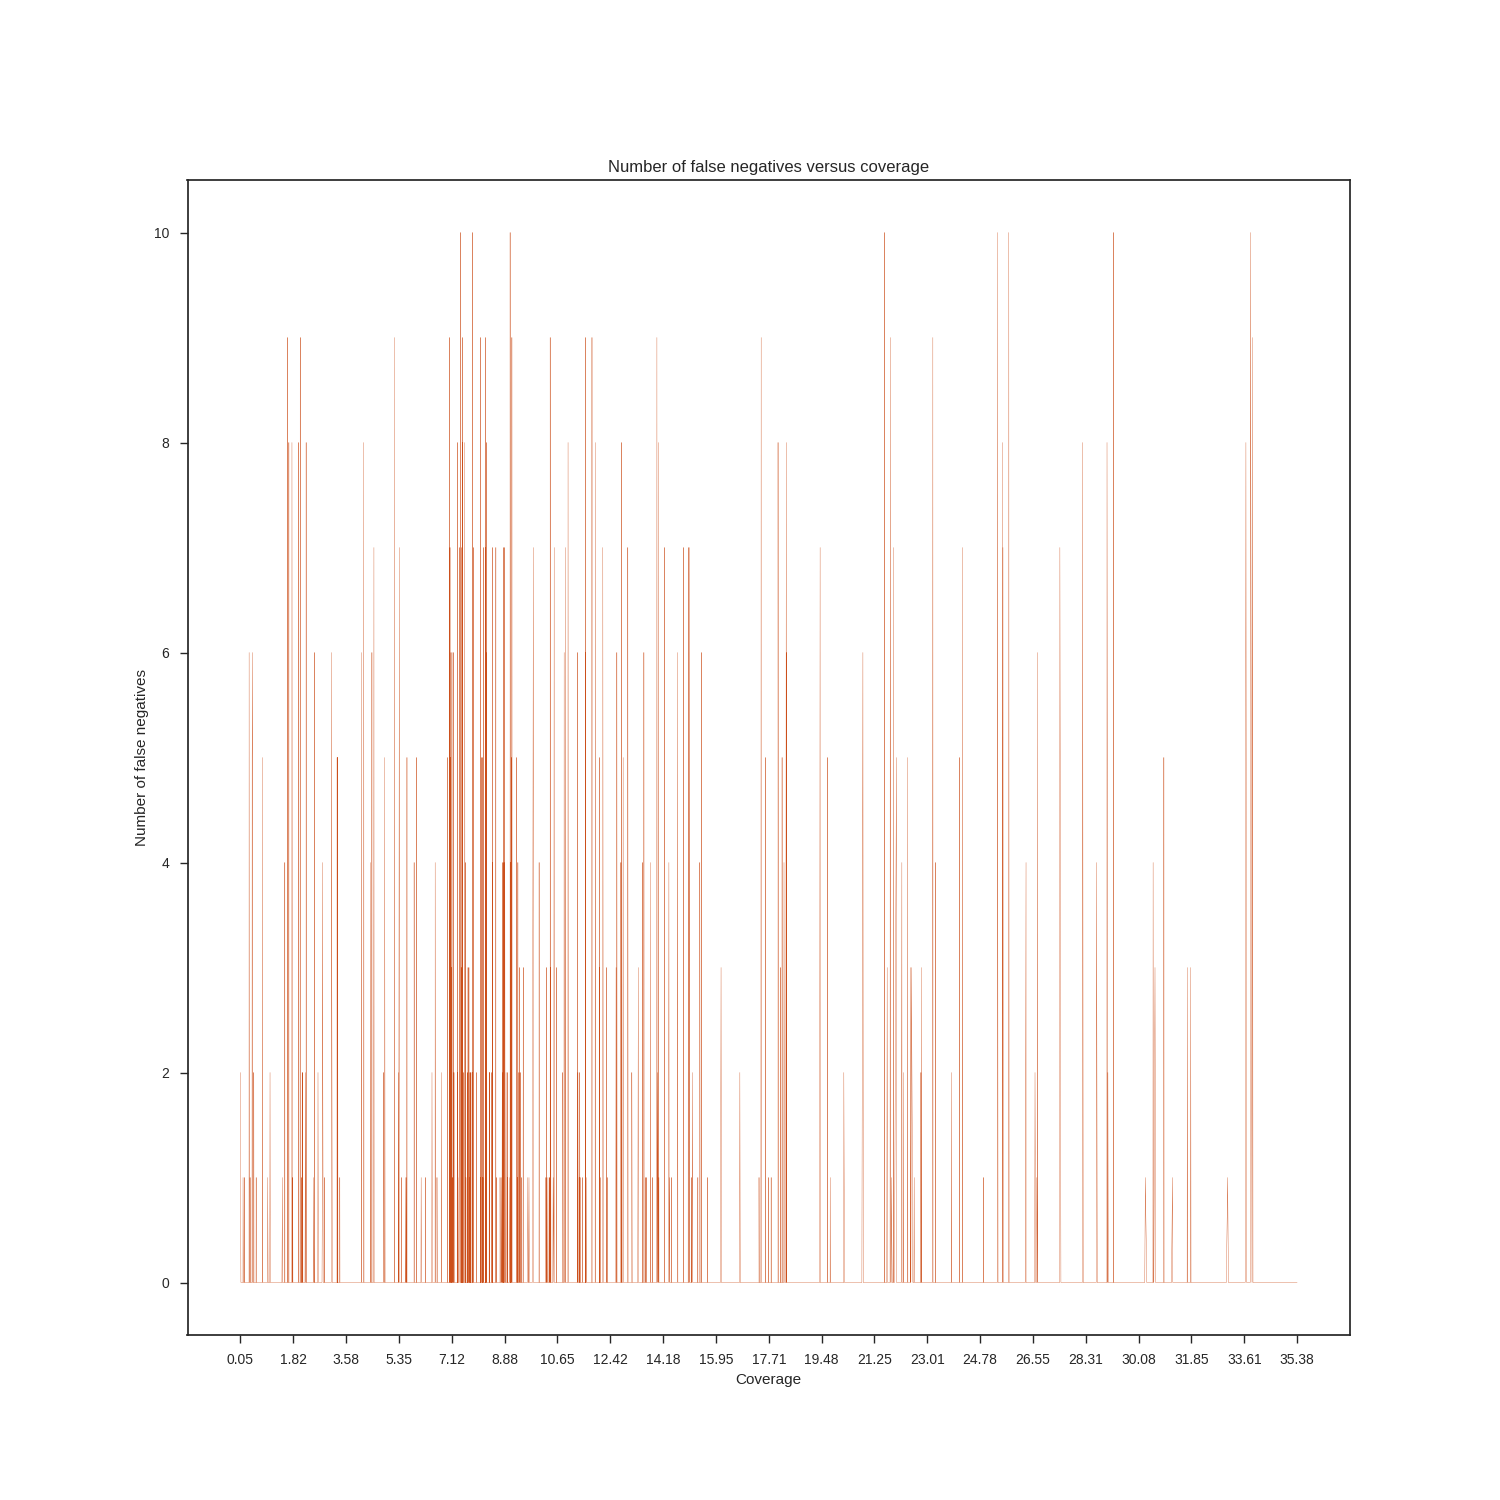 Number of false negatives versus coverage
10
8
6
4
2
0
Number of false negatives
0.05 1.82 3.58 5.35 7.12 8.88 10.65 12.42 14.18 15.95 17.71 19.48 21.25 23.01 24.78 26.55 28.31 30.08 31.85 33.61 35.38
Coverage